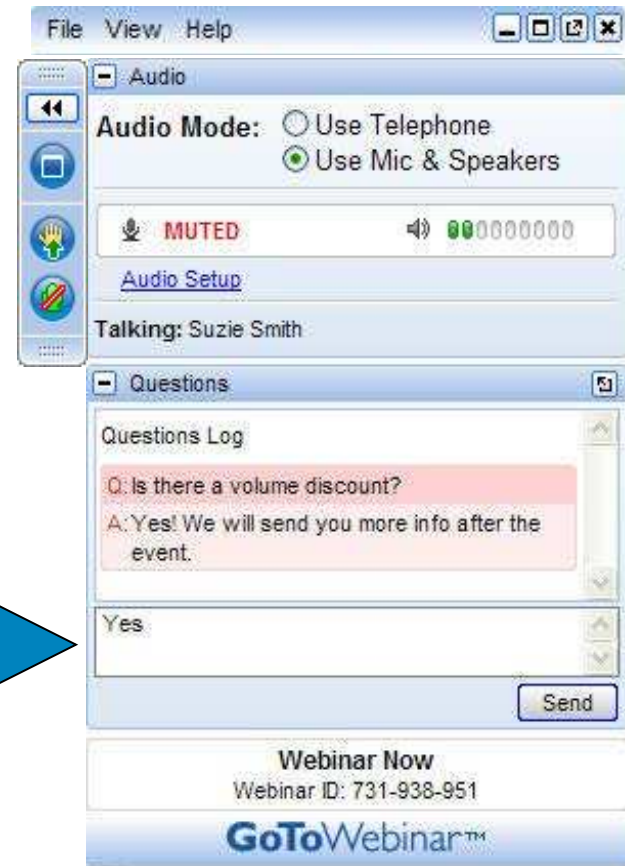 File View Help
Audio
Audio Mode: Use Telephone
Use Mic & Speakers
MUTED
Audio Setup
Talking: Suzie Smith
Questions
Questions Log
Q: Is there a volume discount?
A: Yes! We will send you more info after the
event.
Yes
Send
Webinar Now
Webinar ID: 731-938-951
GoToWebinar™